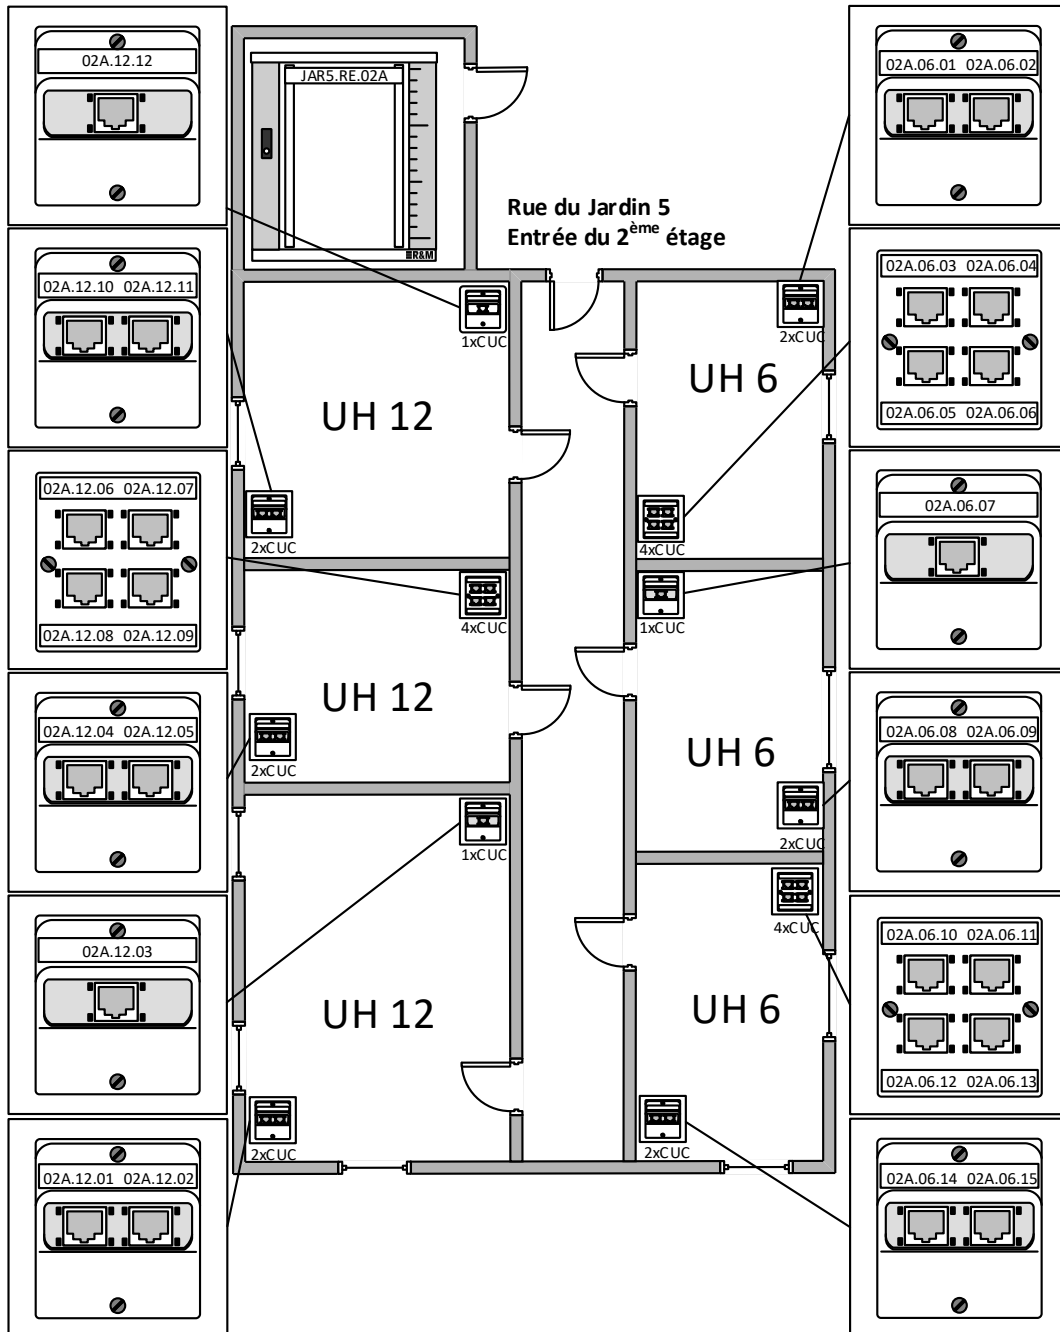 02A.12.12
JAR5.RE.02A
02A.06.01 02A.06.02
R&M
Rue du Jardin 5
Entrée du 2ème étage
02A.12.10 02A.12.11
1xCUC
2xCUC
02A.06.03 02A.06.04
02A.06.05 02A.06.06
UH 12
UH 6
2xCUC
4xCUC
02A.12.06 02A.12.07
02A.12.08 02A.12.09
02A.06.07
4xCUC
1xCUC
UH 12
UH 6
02A.12.04 02A.12.05
2xCUC
02A.06.08 02A.06.09
2xCUC
1xCUC
4xCUC
02A.12.03
02A.06.10 02A.06.11
02A.06.12 02A.06.13
UH 12
UH 6
2xCUC
2xCUC
02A.12.01 02A.12.02
02A.06.14 02A.06.15